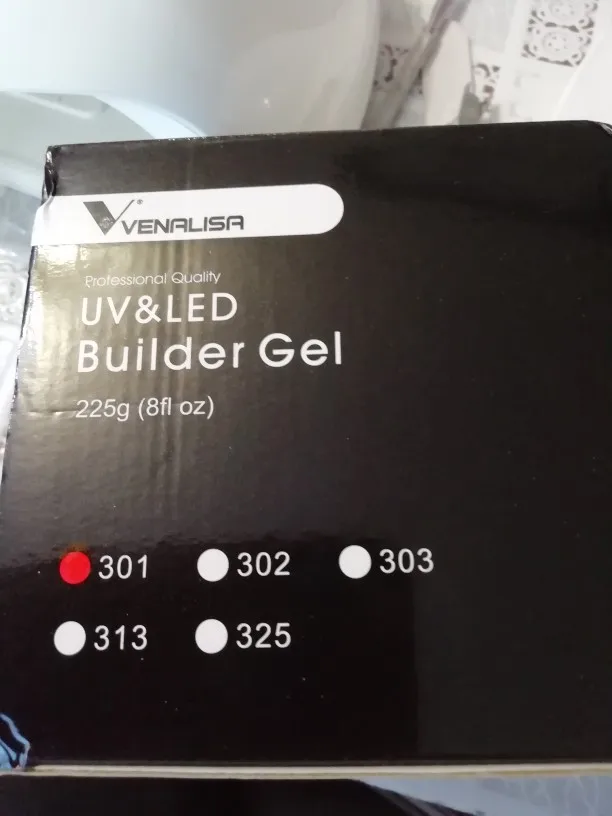 VENALISA®
Professional Quality
UV&LED
Builder Gel
225g (8fl oz)
301 302 303
313 325